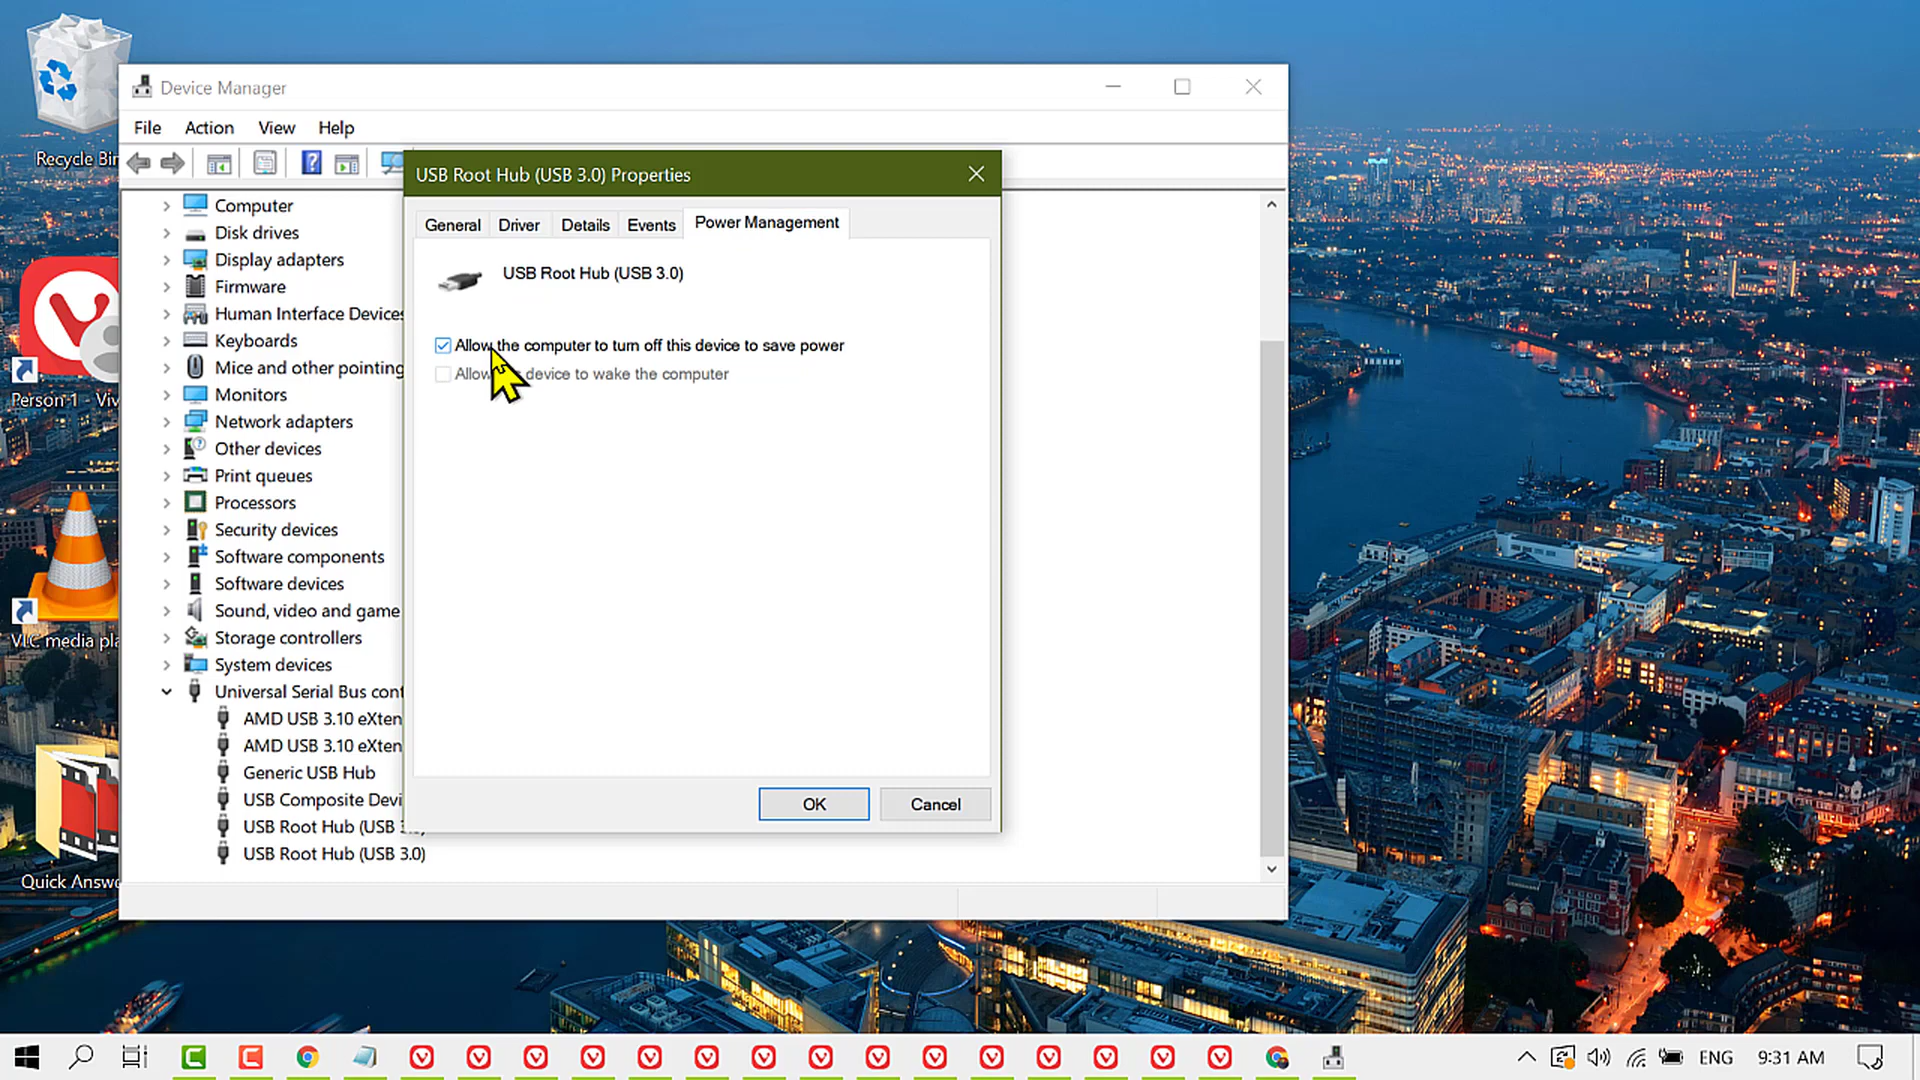 Recycle Bin
Person 1 - Viv
VLC media pla
Quick Answ
Device Manager
File Action View Help
Computer
Disk drives
Display adapters
Firmware
Human Interface Devices
Keyboards
Mice and other pointing
Monitors
Network adapters
Other devices
Print queues
Processors
Security devices
Software components
Software devices
Sound, video and game
Storage controllers
System devices
Universal Serial Bus cont
AMD USB 3.10 eXten
AMD USB 3.10 eXten
Generic USB Hub
USB Composite Devi
USB Root Hub (USB 3.0)
USB Root Hub (USB 3.0)
USB Root Hub (USB 3.0) Properties
General Driver Details Events Power Management
USB Root Hub (USB 3.0)
Allow the computer to turn off this device to save power
Allow device to wake the computer
OK Cancel
ENG 9:31 AM